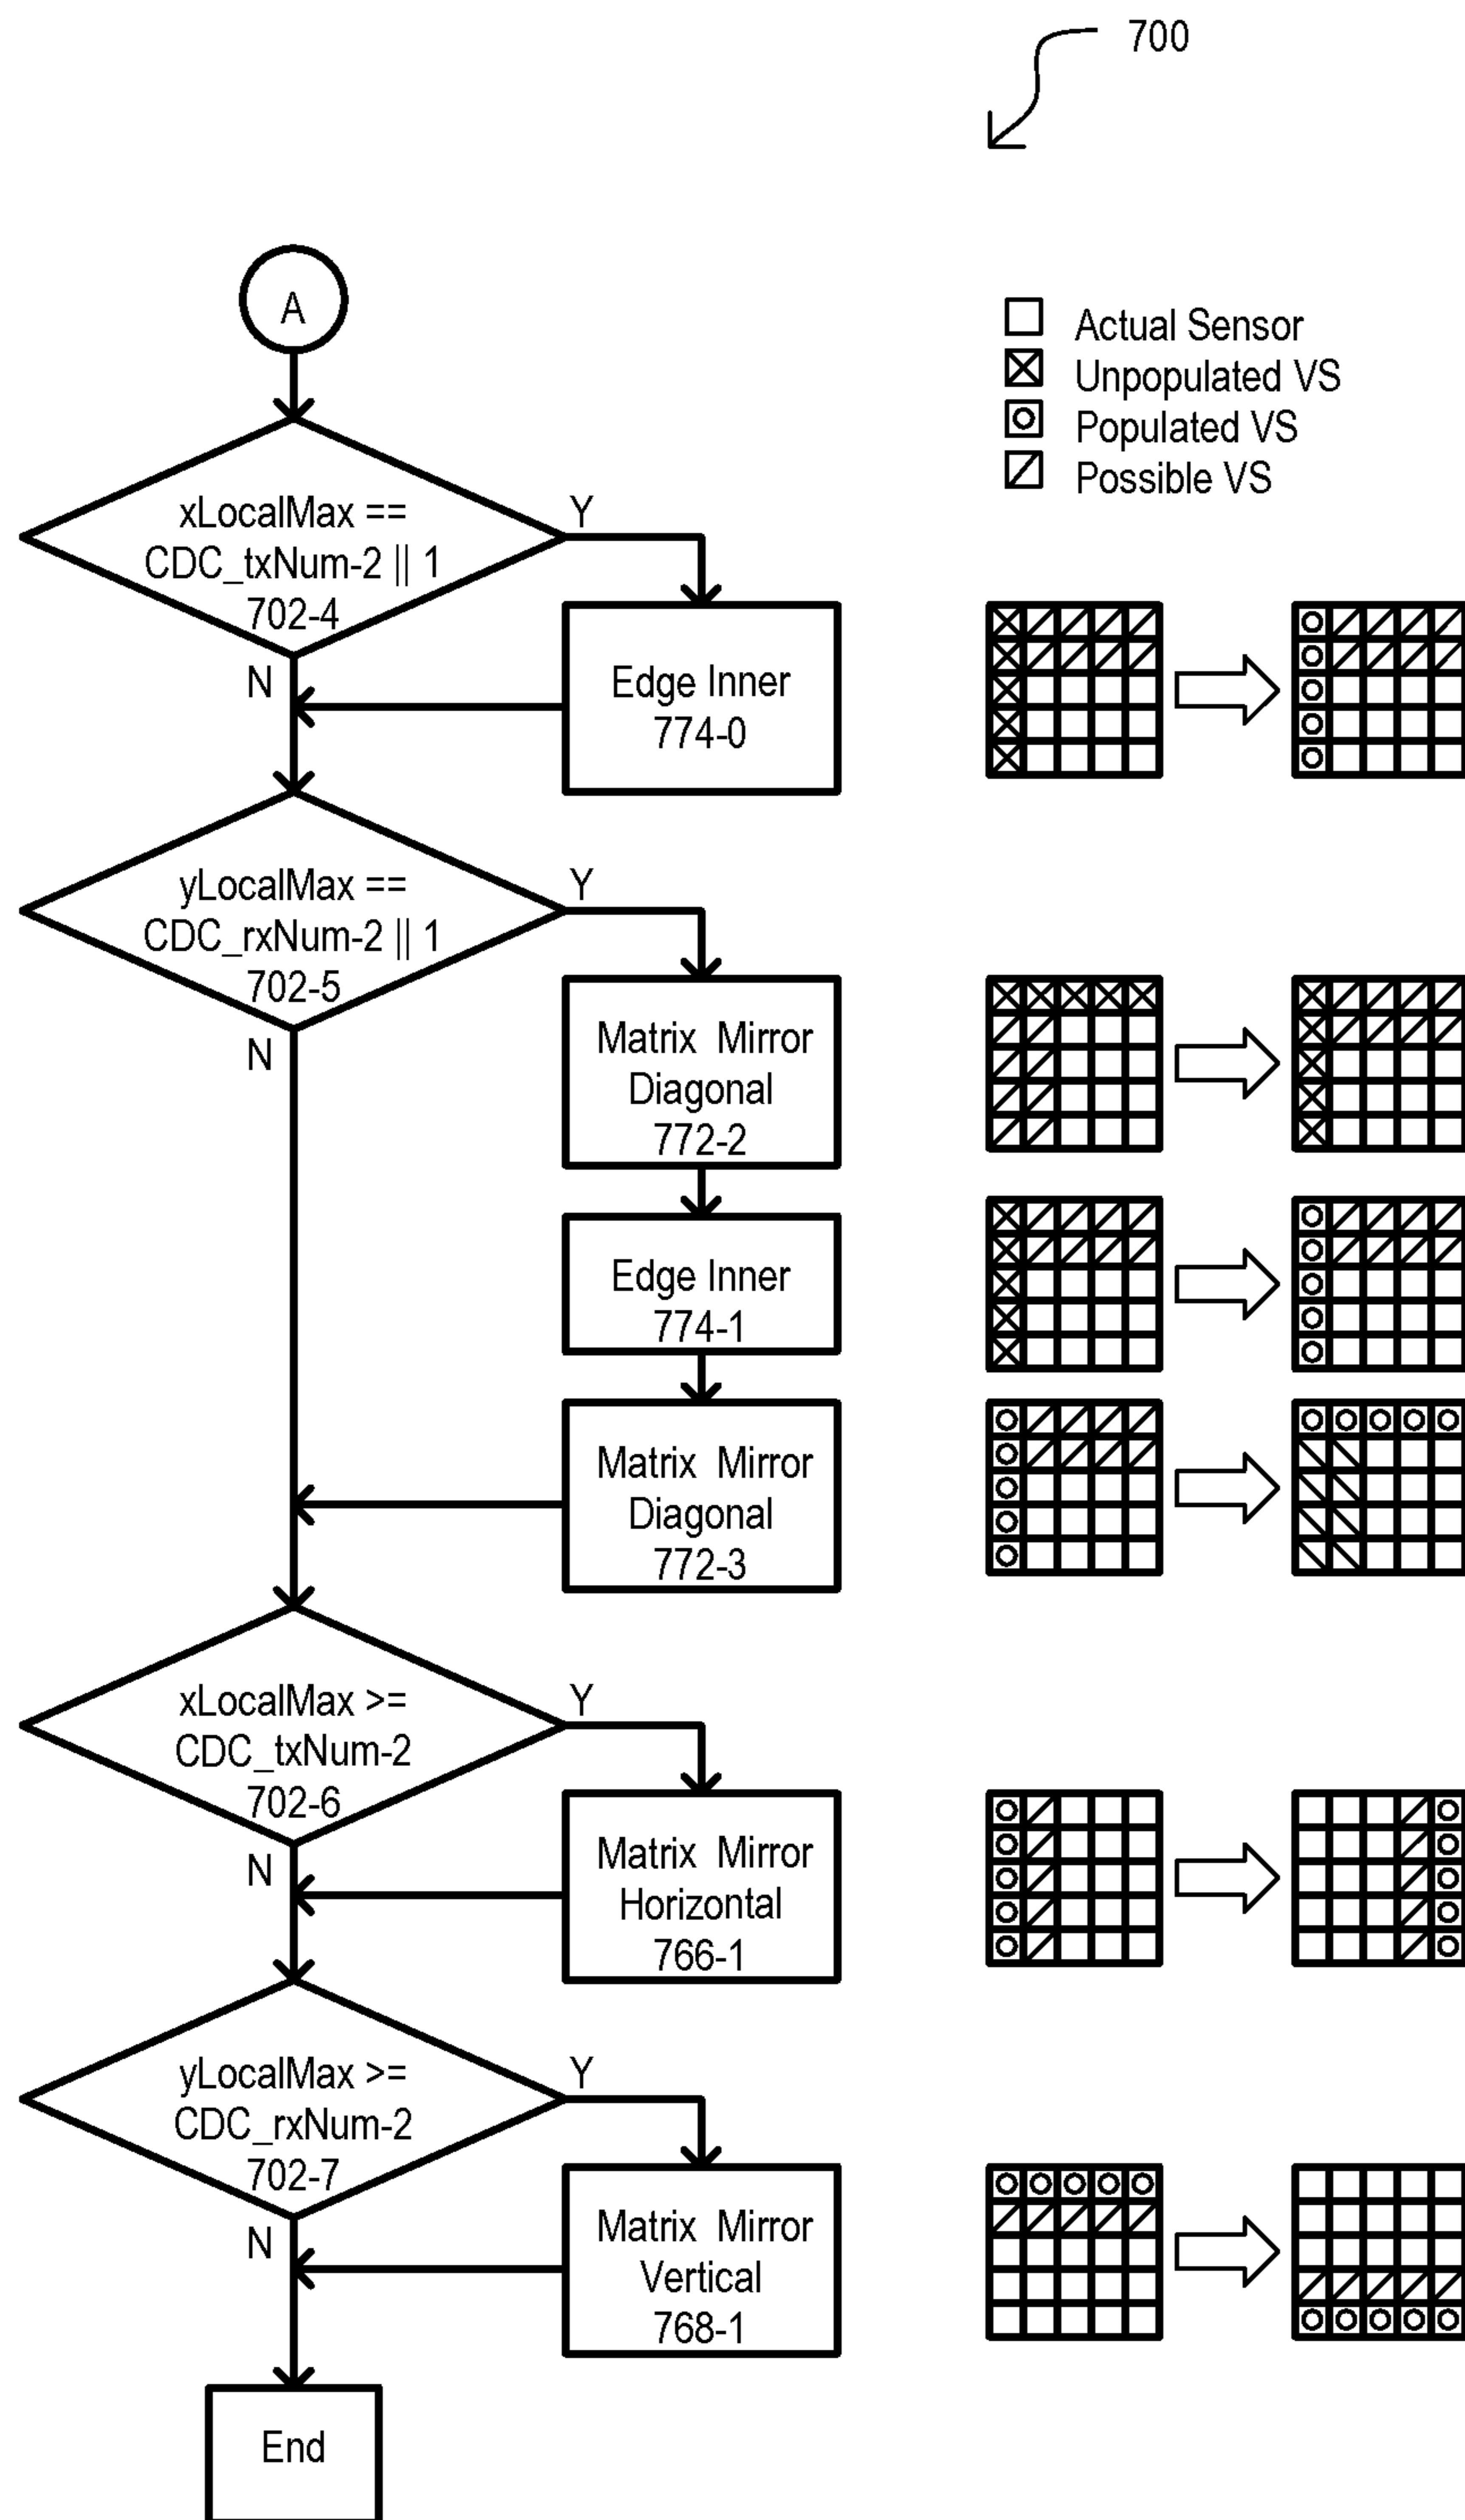 700
A
Actual Sensor
Unpopulated VS
Populated VS
Possible VS
xLocalMax ==
CDC_txNum-2 || 1
702-4
Y
N
Edge Inner
774-0
yLocalMax ==
CDC_rxNum-2 || 1
702-5
Y
N
Matrix Mirror
Diagonal
772-2
Edge Inner
774-1
Matrix Mirror
Diagonal
772-3
xLocalMax >=
CDC_txNum-2
702-6
Y
N
Matrix Mirror
Horizontal
766-1
yLocalMax >=
CDC_rxNum-2
702-7
Y
N
Matrix Mirror
Vertical
768-1
End